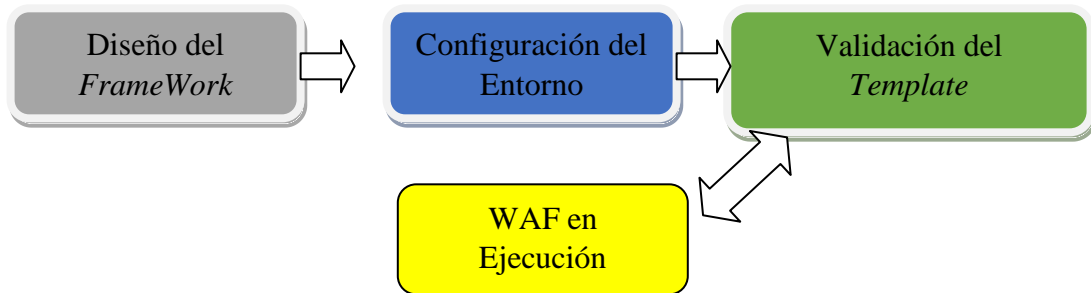 Diseño del
FrameWork
Configuración del
Entorno
Validación del
Template
WAF en
Ejecución